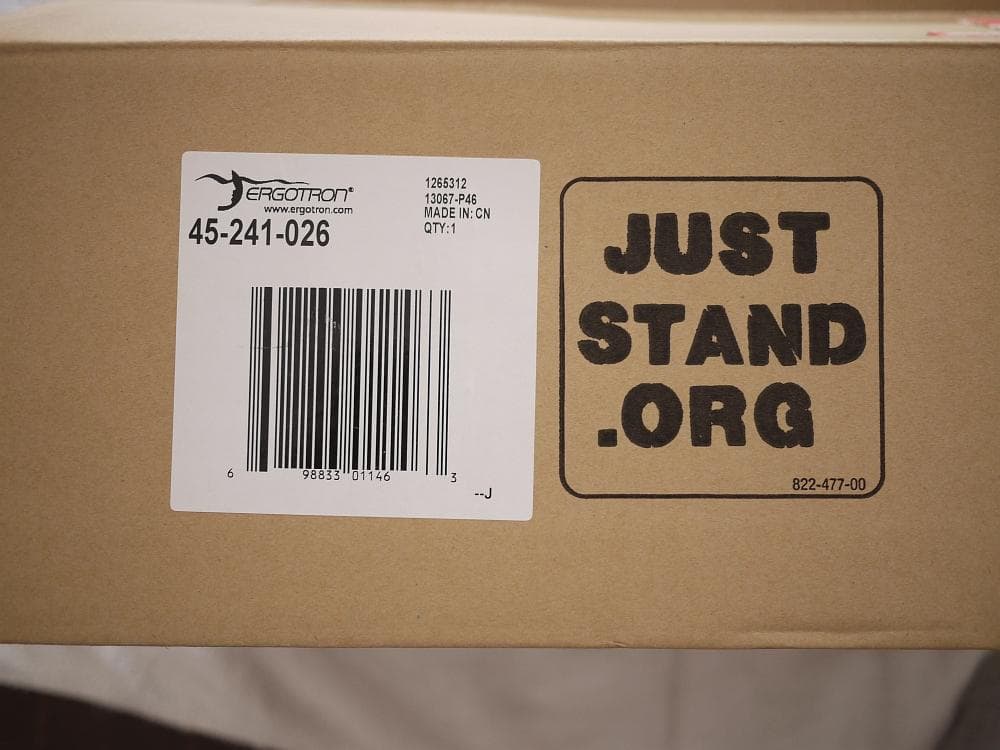 ERGOTRON®
www.ergotron.com
45-241-026
1265312
13067-P46
MADE IN: CN
QTY:1
6 98833 01146 3
--J
JUST
STAND
.ORG
822-477-00